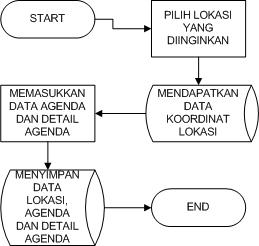 START
PILIH LOKASI
YANG
DIINGINKAN
MENDAPATKAN
DATA
KOORDINAT
LOKASI
MEMASUKKAN
DATA AGENDA
DAN DETAIL
AGENDA
MENYIMPAN
DATA
LOKASI,
AGENDA
DAN DETAIL
AGENDA
END